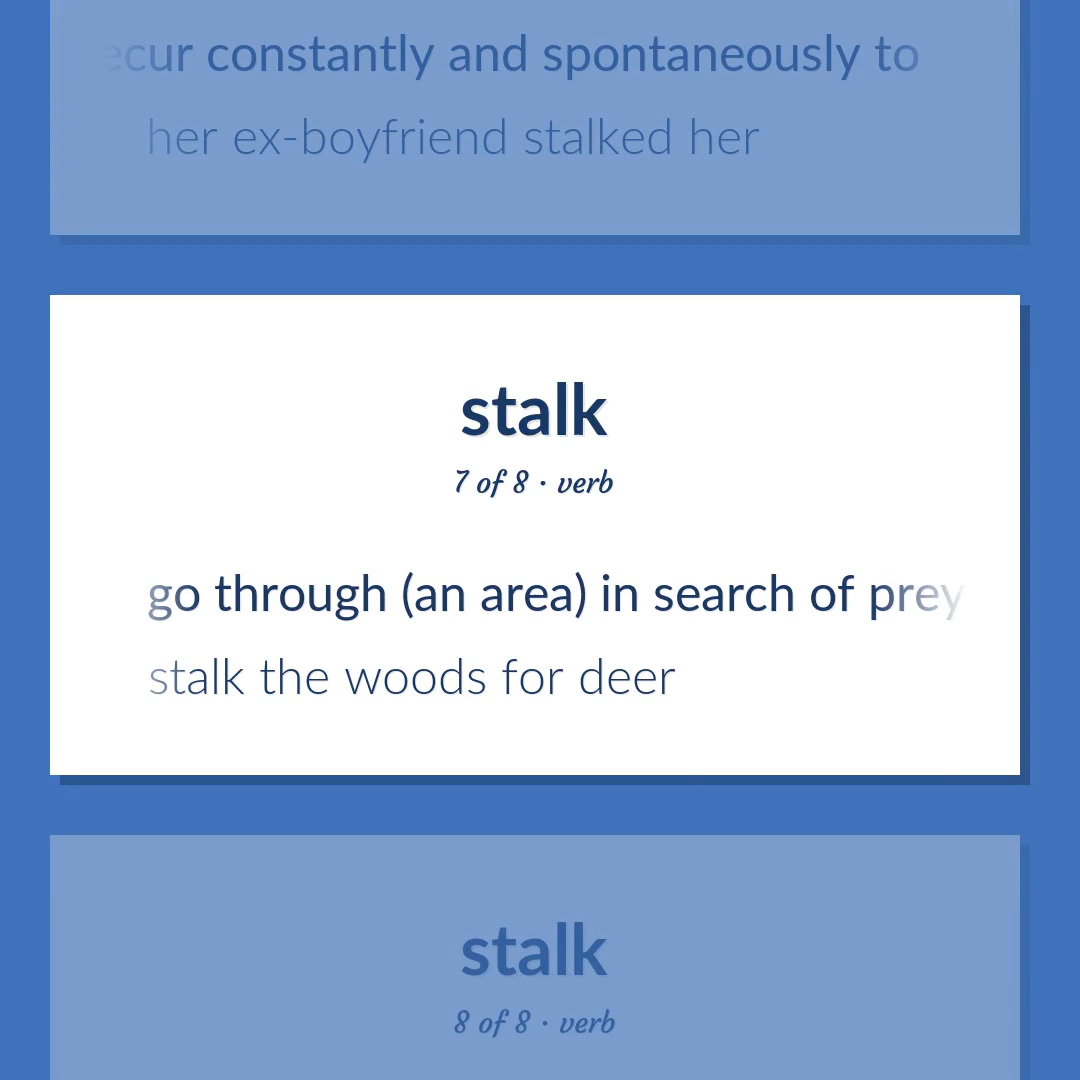 ecur constantly and spontaneously to
her ex-boyfriend stalked her
stalk
7 of 8 · verb
go through (an area) in search of prey
stalk the woods for deer
stalk
8 of 8 · verb